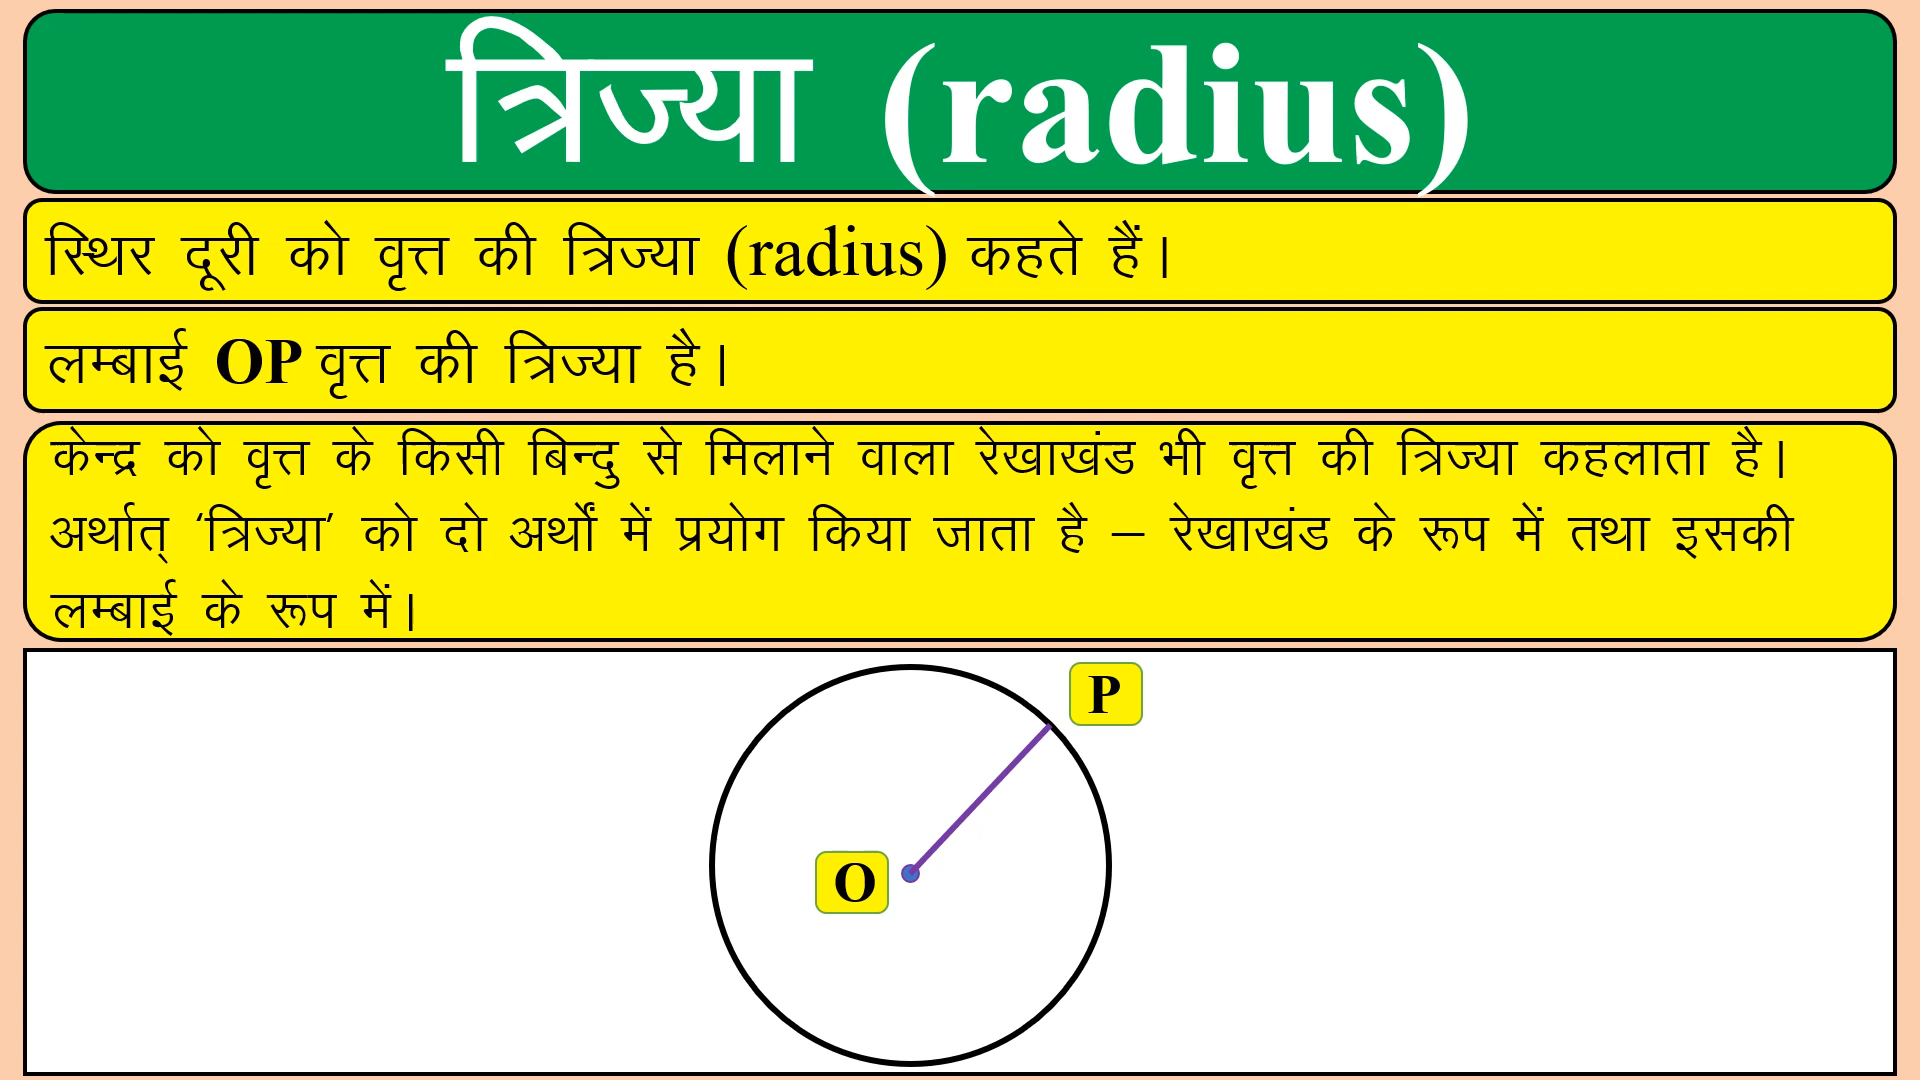 त्रिज्या (radius)
स्थिर दूरी को वृत्त की त्रिज्या (radius) कहते हैं।
लम्बाई OP वृत्त की त्रिज्या है।
केन्द्र को वृत्त के किसी बिन्दु से मिलाने वाला रेखाखंड भी वृत्त की त्रिज्या कहलाता है।
अर्थात् ‘त्रिज्या’ को दो अर्थों में प्रयोग किया जाता है – रेखाखंड के रूप में तथा इसकी
लम्बाई के रूप में।
P
O